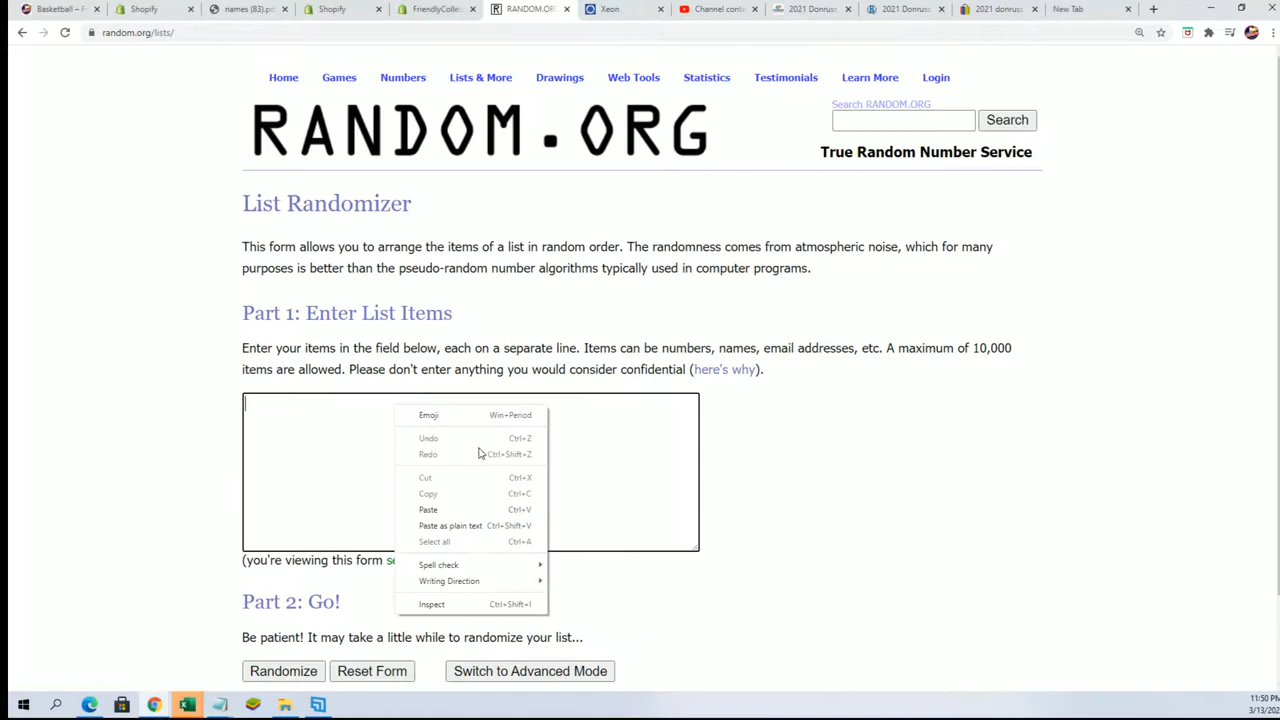 Basketball – F
Shopify
names (83).pd
Shopify
FriendlyColle
RANDOM.OR
Xeon
Channel conte
2021 Donruss
2021 Donrus
2021 donrus
New Tab
random.org/lists/
Home Games Numbers Lists & More Drawings Web Tools Statistics Testimonials Learn More Login
RANDOM.ORG
Search RANDOM.ORG
Search
True Random Number Service
List Randomizer
This form allows you to arrange the items of a list in random order. The randomness comes from atmospheric noise, which for many
purposes is better than the pseudo-random number algorithms typically used in computer programs.
Part 1: Enter List Items
Enter your items in the field below, each on a separate line. Items can be numbers, names, email addresses, etc. A maximum of 10,000
items are allowed. Please don't enter anything you would consider confidential (here's why).
Emoji Win+Period
Undo Ctrl+Z
Redo Ctrl+Shift+Z
Cut Ctrl+X
Copy Ctrl+C
Paste Ctrl+V
Paste as plain text Ctrl+Shift+V
Select all Ctrl+A
(you're viewing this form se
Spell check
Writing Direction
Inspect Ctrl+Shift+I
Part 2: Go!
Be patient! It may take a little while to randomize your list...
Randomize Reset Form Switch to Advanced Mode
11:50 PM
3/13/202